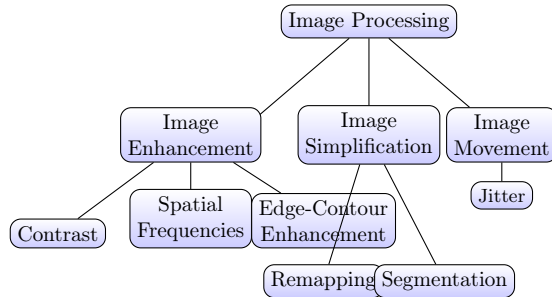 Image Processing
Image
Enhancement
Image
Simplification
Image
Movement
Contrast
Spatial
Frequencies
Edge-Contour
Enhancement
Jitter
Remapping
Segmentation